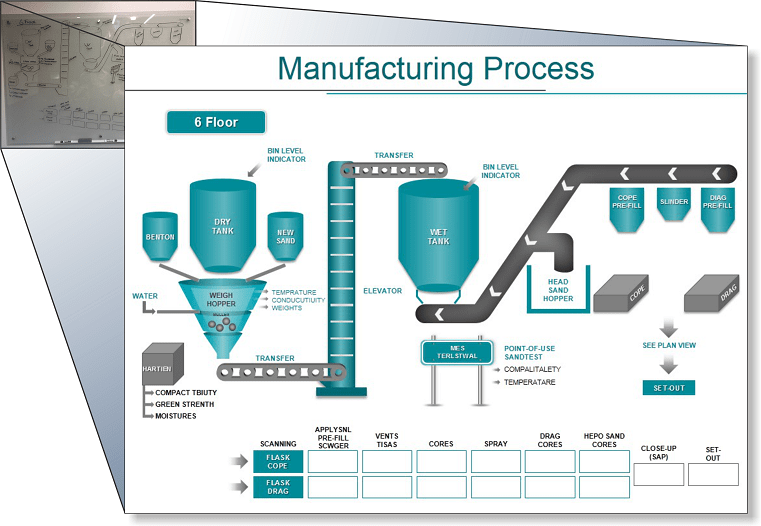 Manufacturing Process
6 Floor
BIN LEVEL
INDICATOR
TRANSFER
BIN LEVEL
INDICATOR
COPE
PRE-FILL
SLINDER
DIAG
PRE-FILL
BENTON
DRY
TANK
NEW
SAND
WET
TANK
WATER
WEIGH
HOPPER
TEMPRATURE
CONDUCUTIUITY
WEIGHTS
ELEVATOR
HEAD
SAND
HOPPER
COPE
DRAG
MULLER
MES
TERLSTWAL
POINT-OF-USE
SANDTEST
COMPALITALETY
TEMPERATARE
SEE PLAN VIEW
SET-OUT
HARTIEN
TRANSFER
COMPACT TBIUTY
GREEN STRENTH
MOISTURES
SCANNING
APPLYSNL
PRE-FILL
SCWGER
VENTS
TISAS
CORES
SPRAY
DRAG
CORES
HEPO SAND
CORES
CLOSE-UP
(SAP)
SET-
OUT
FLASK
COPE
FLASK
DRAG